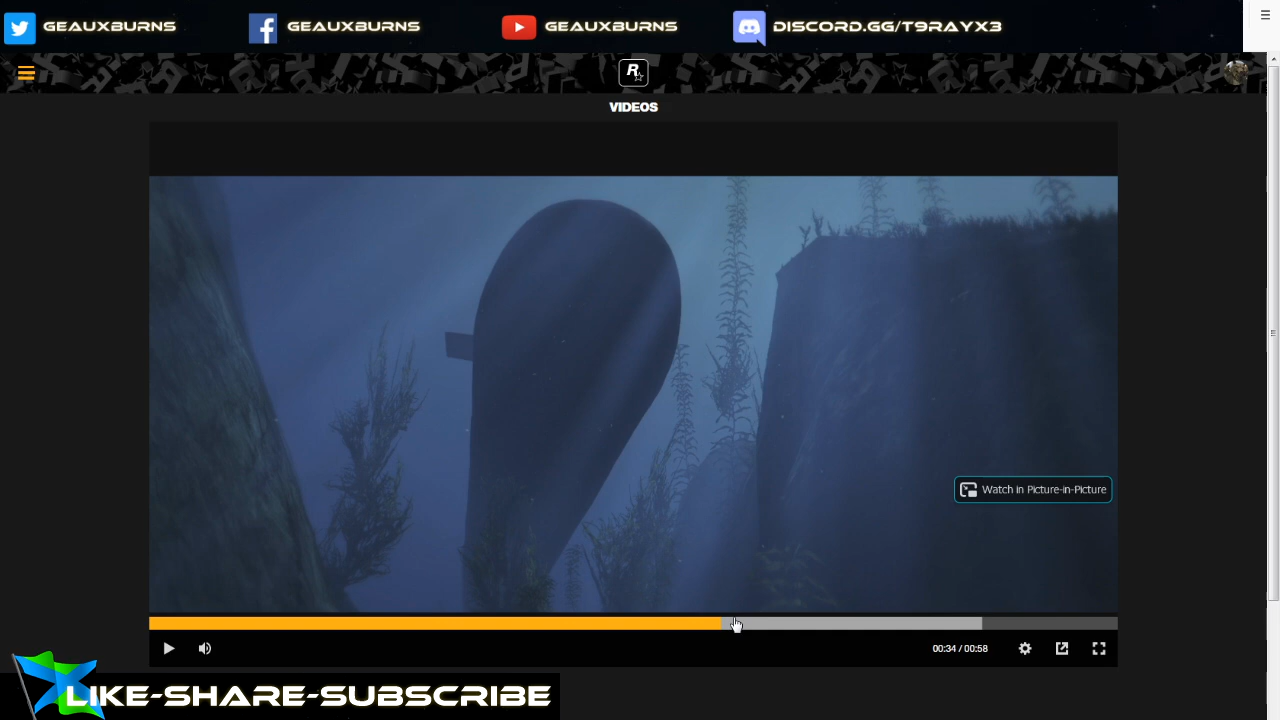 GEAUXBURNS
GEAUXBURNS
GEAUXBURNS
DISCORD.GG/T9RAYX3
R
VIDEOS
Watch in Picture-in-Picture
00:34 / 00:58
LIKE-SHARE-SUBSCRIBE